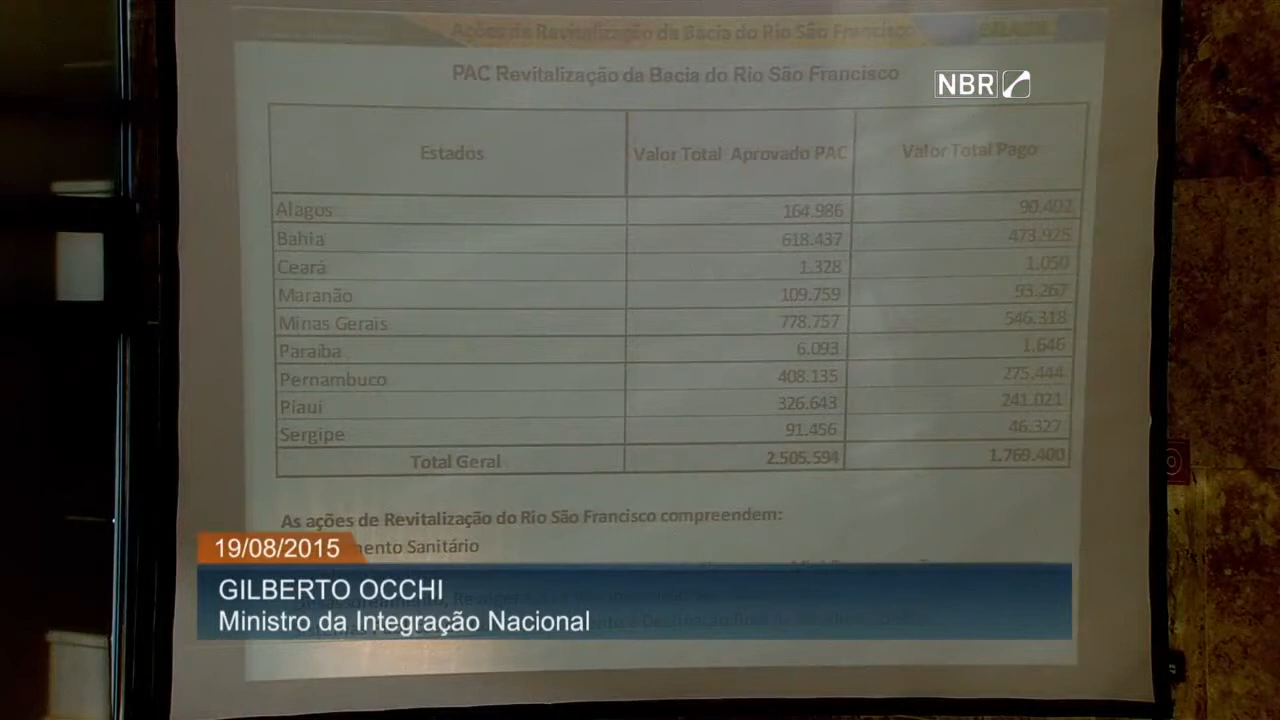 Ações de Revitalização da Bacia do Rio São Francisco
PAC Revitalização da Bacia do Rio São Francisco
NBR
Estados Valor Total Aprovado PAC Valor Total Pago
Alagos 164.986 90.402
Bahia 618.437 473.925
Ceará 1.328 1.050
Maranão 109.759 93.267
Minas Gerais 778.757 546.318
Paraiba 6.093 1.646
Pernambuco 408.135 275.444
Piaui 326.643 241.021
Sergipe 91.456 46.327
Total Geral 2.505.594 1.769.400
As ações de Revitalização do Rio São Francisco compreendem:
Sanitário
19/08/2015
GILBERTO OCCHI
Ministro da Integração Nacional